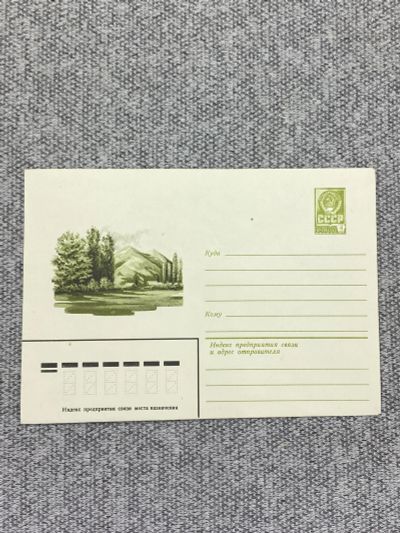 СССР
Куда
Кому
Индекс предприятия связи
и адрес отправителя
Индекс предприятия связи места назначения